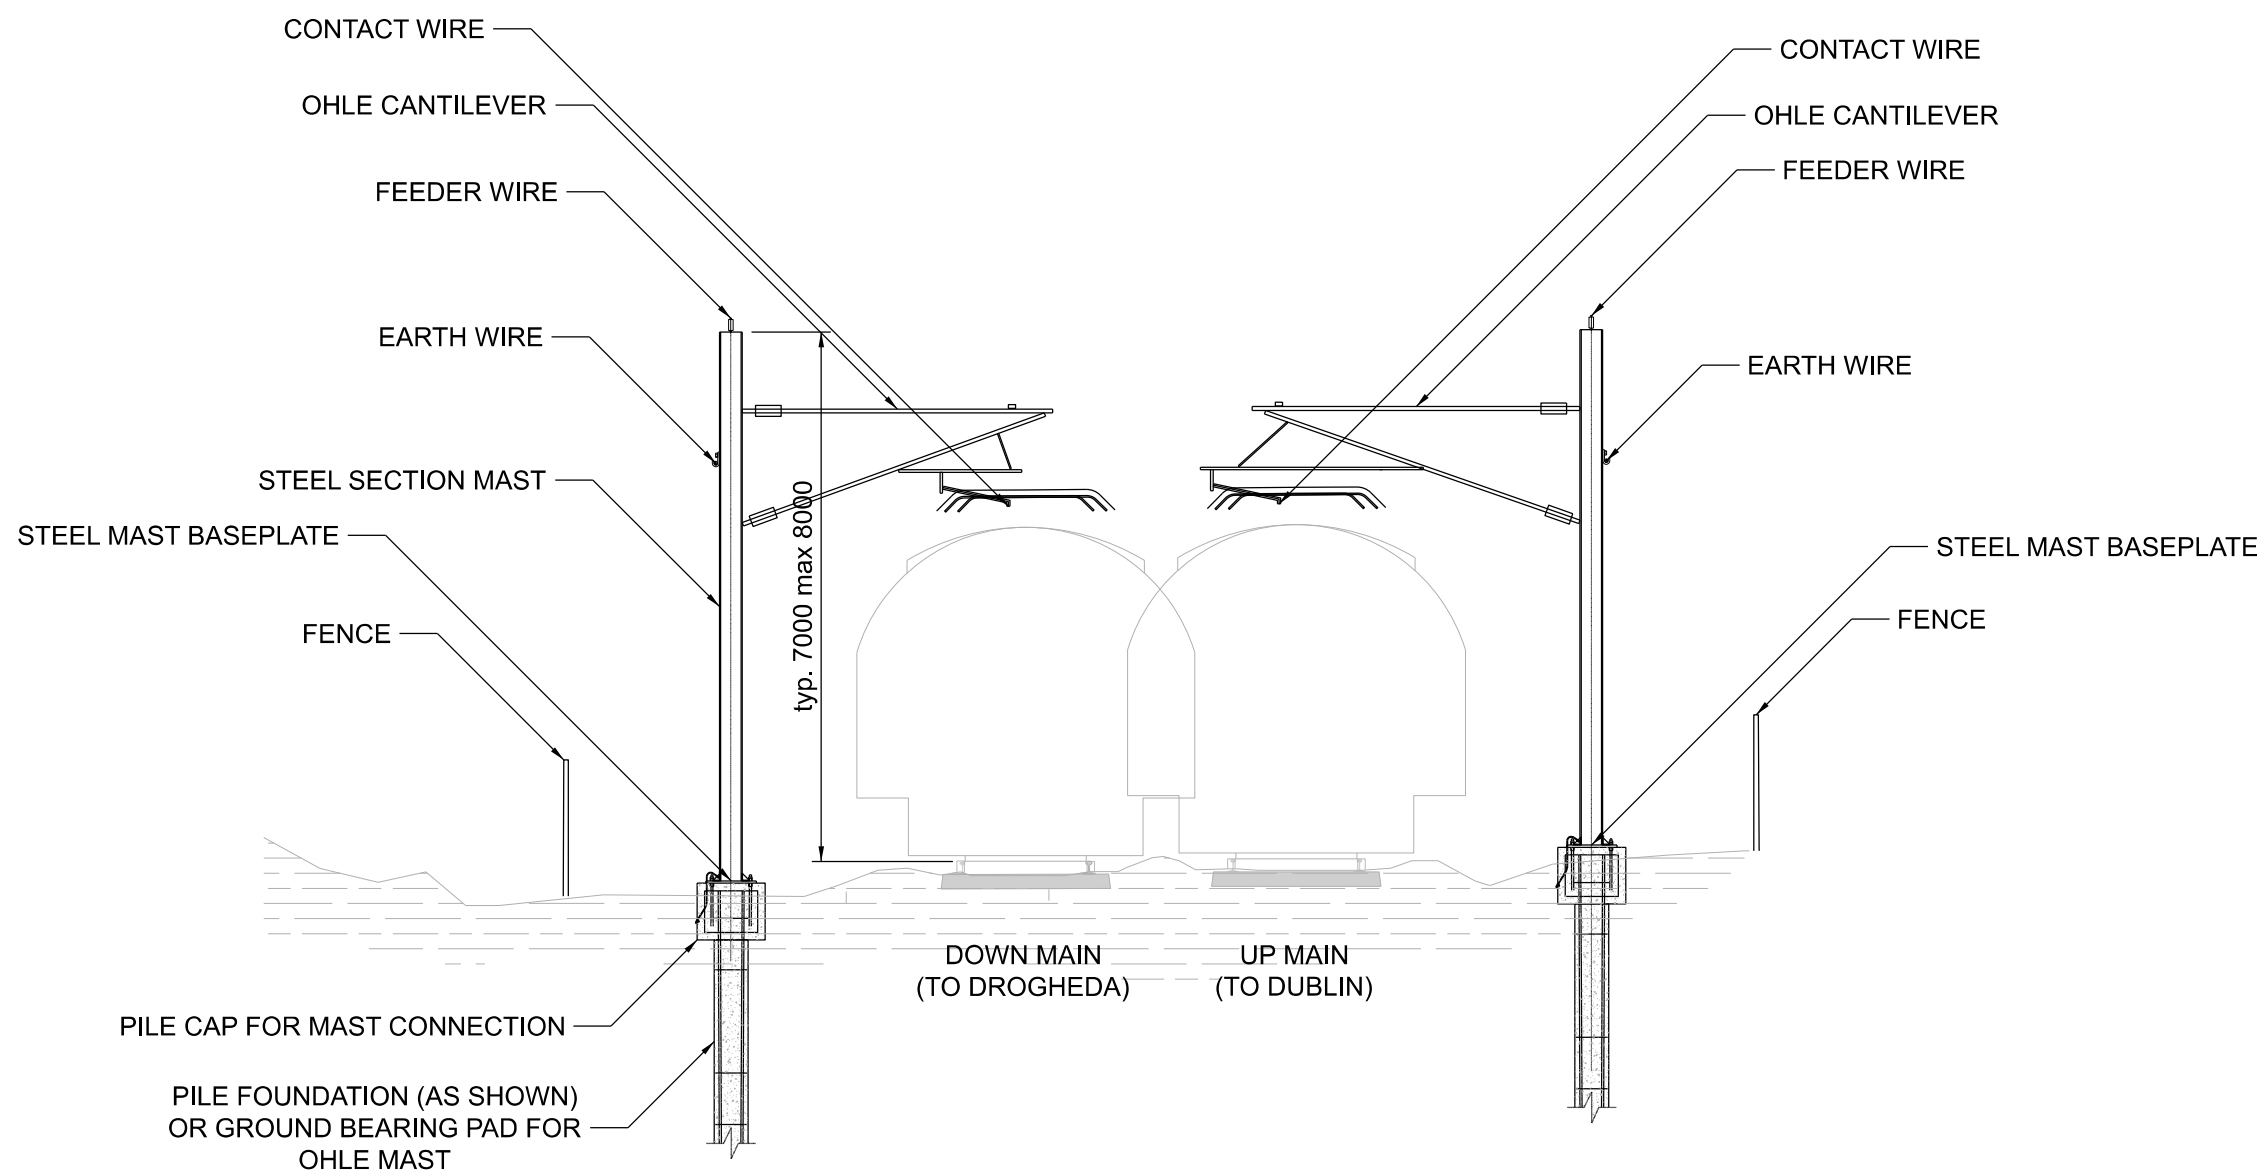 CONTACT WIRE
OHLE CANTILEVER
FEEDER WIRE
EARTH WIRE
STEEL SECTION MAST
STEEL MAST BASEPLATE
FENCE
typ. 7000 max 8000
CONTACT WIRE
OHLE CANTILEVER
FEEDER WIRE
EARTH WIRE
STEEL MAST BASEPLATE
FENCE
DOWN MAIN
(TO DROGHEDA)
UP MAIN
(TO DUBLIN)
PILE CAP FOR MAST CONNECTION
PILE FOUNDATION (AS SHOWN)
OR GROUND BEARING PAD FOR
OHLE MAST